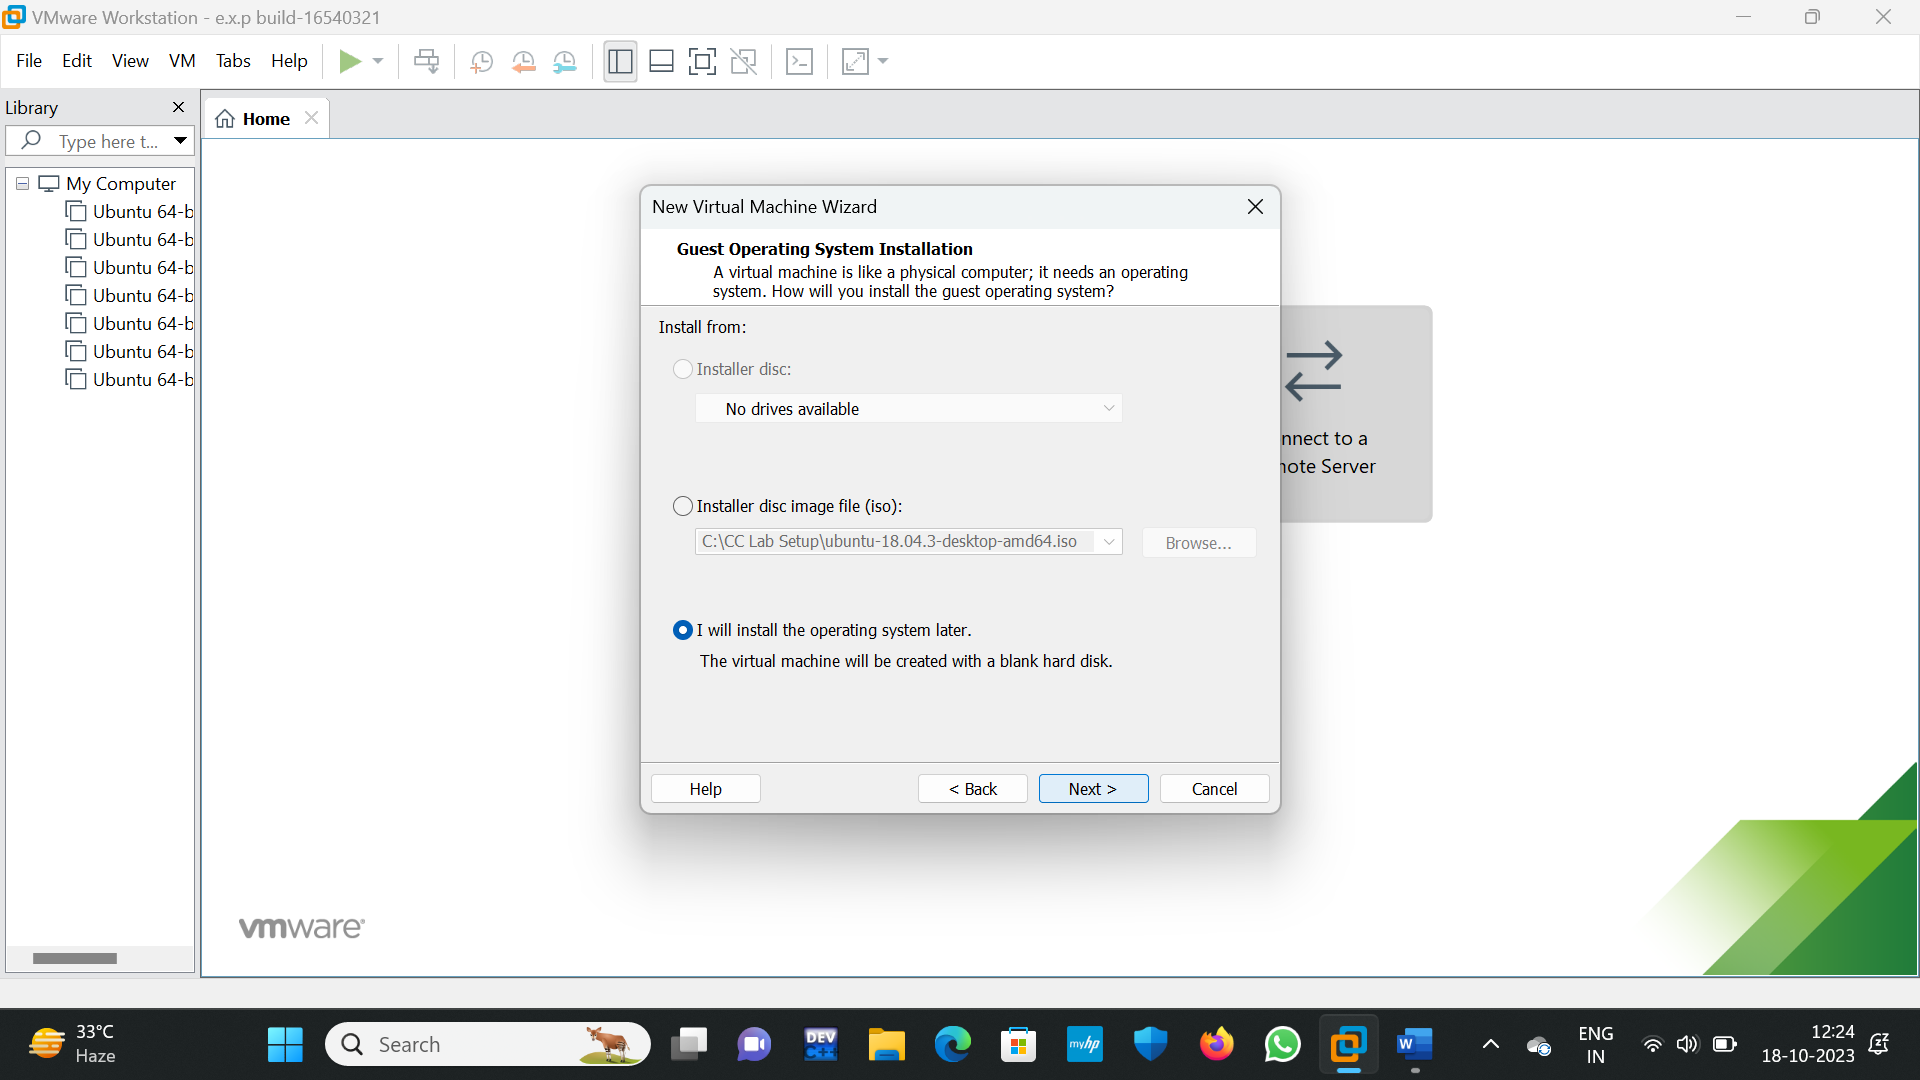 VMware Workstation - e.x.p build-16540321
File Edit View VM Tabs Help
Library
Type here t...
My Computer
Ubuntu 64-b
Ubuntu 64-b
Ubuntu 64-b
Ubuntu 64-b
Ubuntu 64-b
Ubuntu 64-b
Ubuntu 64-b
Home
New Virtual Machine Wizard
Guest Operating System Installation
A virtual machine is like a physical computer; it needs an operating
system. How will you install the guest operating system?
Install from:
Installer disc:
No drives available
Installer disc image file (iso):
C:\CC Lab Setup\ubuntu-18.04.3-desktop-amd64.iso
Browse...
I will install the operating system later.
The virtual machine will be created with a blank hard disk.
Help < Back Next > Cancel
nnect to a
note Server
vmware
33°C
Haze
Search
DEV
C++
myhp
W
ENG
IN
12:24
18-10-2023